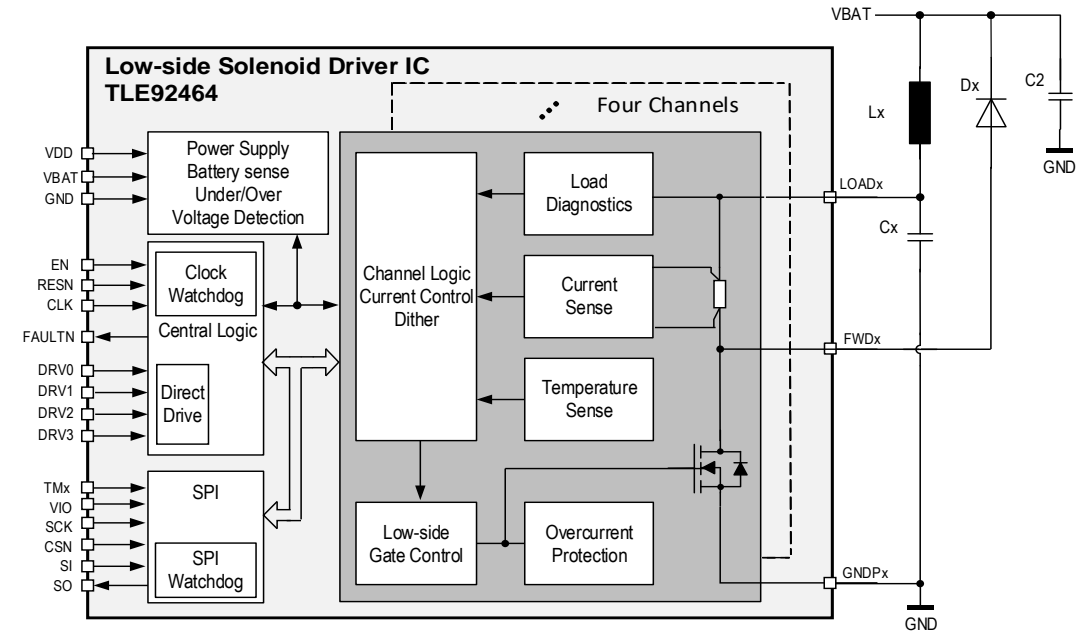 Low-side Solenoid Driver IC
TLE92464
Four Channels
VDD
VBAT
GND
Power Supply
Battery sense
Under/Over
Voltage Detection
EN
RESN
CLK
FAULTN
DRV0
DRV1
DRV2
DRV3
Clock
Watchdog
Central Logic
Direct
Drive
TMx
VIO
SCK
CSN
SI
SO
SPI
SPI
Watchdog
Channel Logic
Current Control
Dither
Load
Diagnostics
Current
Sense
Temperature
Sense
Low-side
Gate Control
Overcurrent
Protection
VBAT
Lx
Dx
C2
GND
LOADx
Cx
FWDx
GNDPx
GND